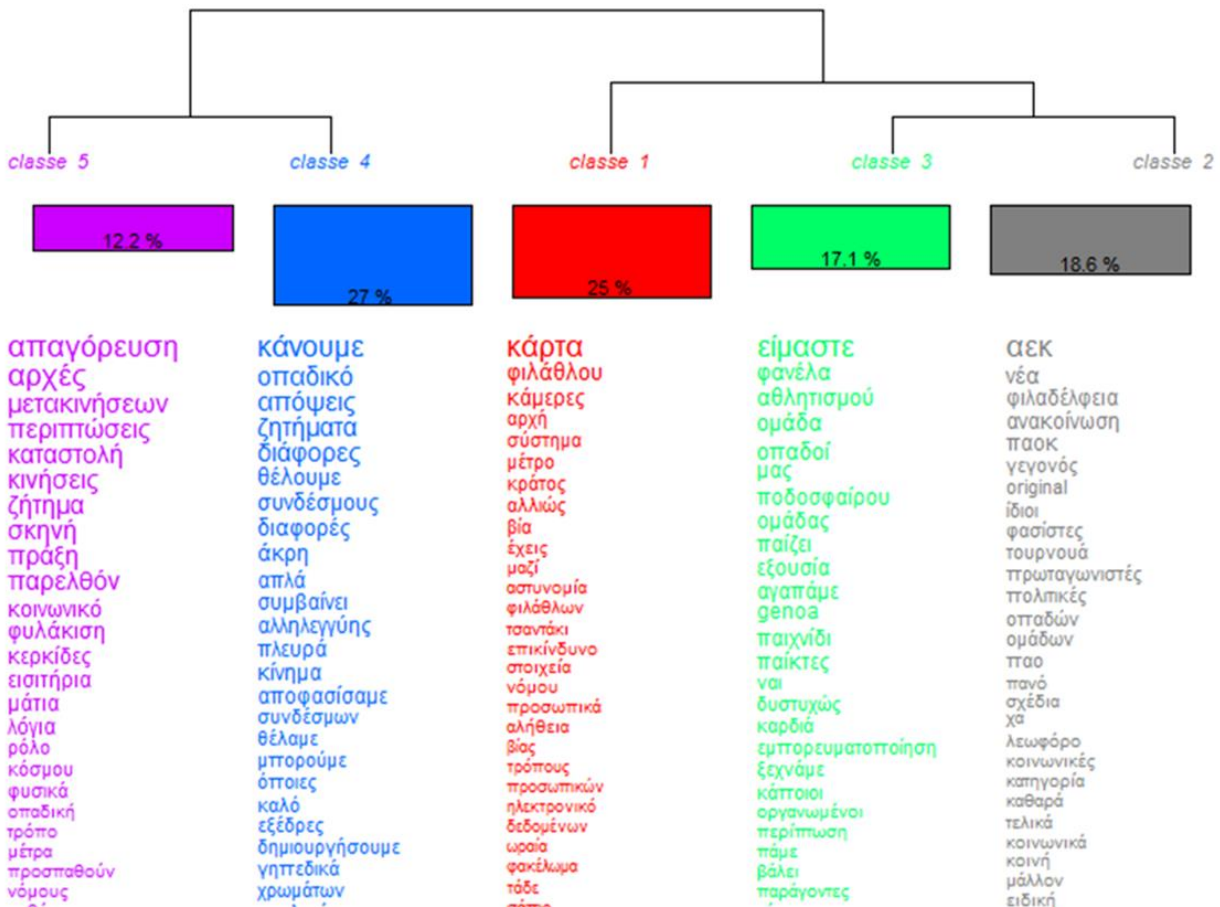 classe 5
classe 4
classe 1
classe 3
classe 2
12.2 %
27 %
25 %
17.1 %
18.6 %
απαγόρευση
αρχές
μετακινήσεων
περιπτώσεις
καταστολή
κινήσεις
ζήτημα
σκηνή
πράξη
παρελθόν
κοινωνικό
φυλάκιση
κερκίδες
εισιτήρια
μάτια
λόγια
ρόλο
κόσμου
φυσικά
οπαδική
τρόπο
μέτρα
προσπαθούν
νόμους
κάνουμε
οπαδικό
απόψεις
ζητήματα
διάφορες
θέλουμε
συνδέσμους
διαφορές
άκρη
απλά
συμβαίνει
αλληλεγγύης
πλευρά
κίνημα
αποφασίσαμε
συνδέσμων
θέλαμε
μπορούμε
όποιες
καλό
εξέδρες
δημιουργήσουμε
γηπεδικά
χρωμάτων
κάρτα
φιλάθλου
κάμερες
αρχή
σύστημα
μέτρο
κράτος
αλλιώς
βία
έχεις
μαζί
αστυνομία
φιλάθλων
τσαντάκι
επικίνδυνο
στοιχεία
νόμου
προσωπικά
αλήθεια
βίας
τρόπους
προσωπικών
ηλεκτρονικό
δεδομένων
ωραία
φακέλωμα
τάδε
είμαστε
φανέλα
αθλητισμού
ομάδα
οπαδοί
μας
ποδοσφαίρου
ομάδας
παίζει
εξουσία
αγαπάμε
genoa
παιχνίδι
παίκτες
ναι
δυστυχώς
καρδιά
εμπορευματοποίηση
ξεχνάμε
κάποιοι
οργανωμένοι
περίπτωση
πάμε
βάλει
παράγοντες
αεκ
νέα
φιλαδέλφεια
ανακοίνωση
παοκ
γεγονός
original
ίδιοι
φασίστες
τουρνουά
πρωταγωνιστές
πολιτικές
οπαδών
ομάδων
παο
πανό
σχέδια
χα
λεωφόρο
κοινωνικές
κατηγορία
καθαρά
τελικά
κοινωνικά
κοινή
μάλλον
ειδική